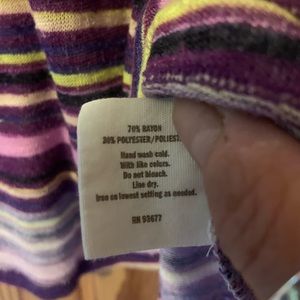 70% RAYON
30% POLYESTER/POLIEST
Hand wash cold.
With like colors.
Do not bleach.
Line dry.
Iron on lowest setting as needed.
RN 93677